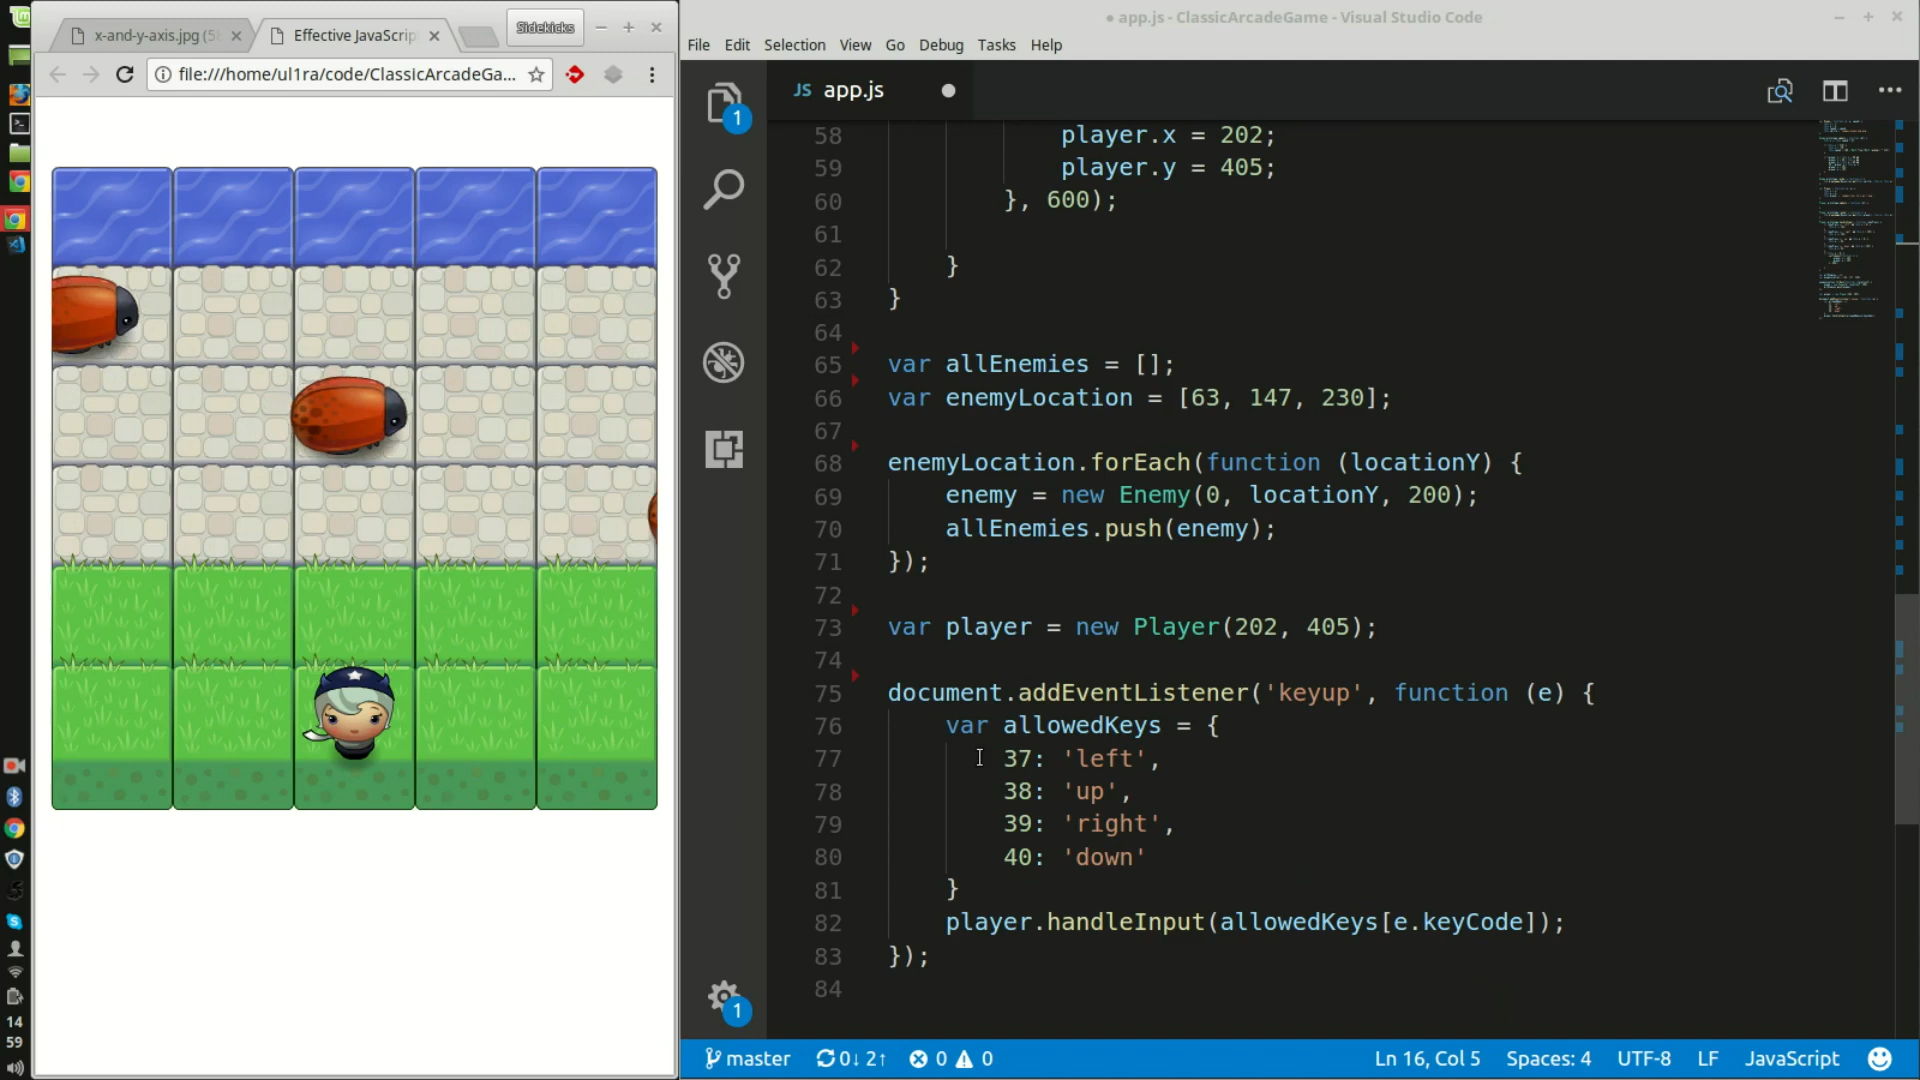 x-and-y-axis.jpg (5
Effective JavaScrip
Sidekicks
file:///home/ul1ra/code/ClassicArcadeGa...
14
59
● app.js - ClassicArcadeGame - Visual Studio Code
File Edit Selection View Go Debug Tasks Help
JS app.js
1
58 player.x = 202;
59 player.y = 405;
60 }, 600);
61
62 }
63 }
64
65 var allEnemies = [];
66 var enemyLocation = [63, 147, 230];
67
68 enemyLocation.forEach(function (locationY) {
69 enemy = new Enemy(0, locationY, 200);
70 allEnemies.push(enemy);
71 });
72
73 var player = new Player(202, 405);
74
75 document.addEventListener('keyup', function (e) {
76 var allowedKeys = {
77 37: 'left',
78 38: 'up',
79 39: 'right',
80 40: 'down'
81 }
82 player.handleInput(allowedKeys[e.keyCode]);
83 });
84
1
master 0↓ 2↑ 0 0 Ln 16, Col 5 Spaces: 4 UTF-8 LF JavaScript